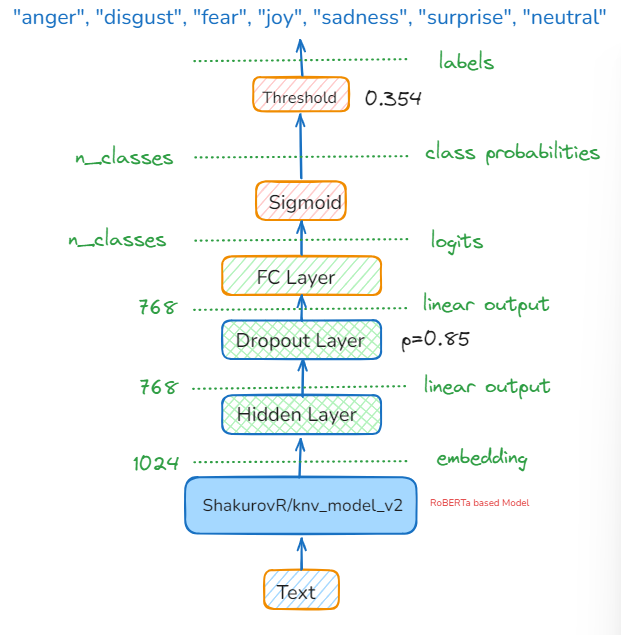 "anger", "disgust", "fear", "joy", "sadness", "surprise", "neutral"
labels
Threshold 0.354
n_classes class probabilities
Sigmoid
n_classes logits
FC Layer
768 linear output
Dropout Layer p=0.85
768 linear output
Hidden Layer
1024 embedding
ShakurovR/knv_model_v2 RoBERTa based Model
Text